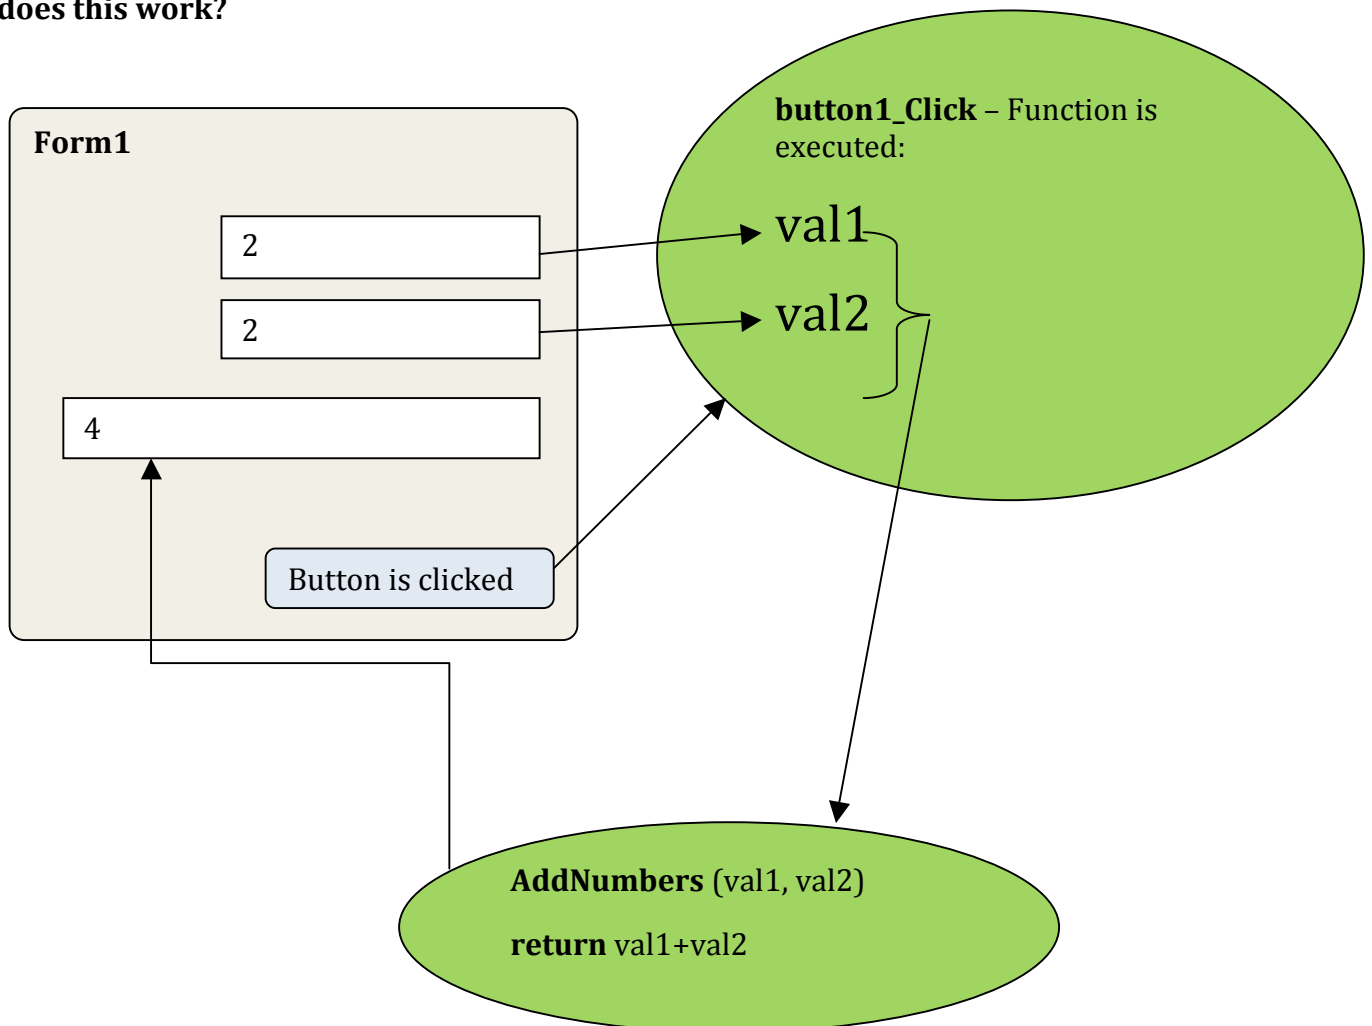 does this work?
Form1
2
2
4
Button is clicked
button1_Click – Function is
executed:
val1
val2
AddNumbers (val1, val2)
return val1+val2